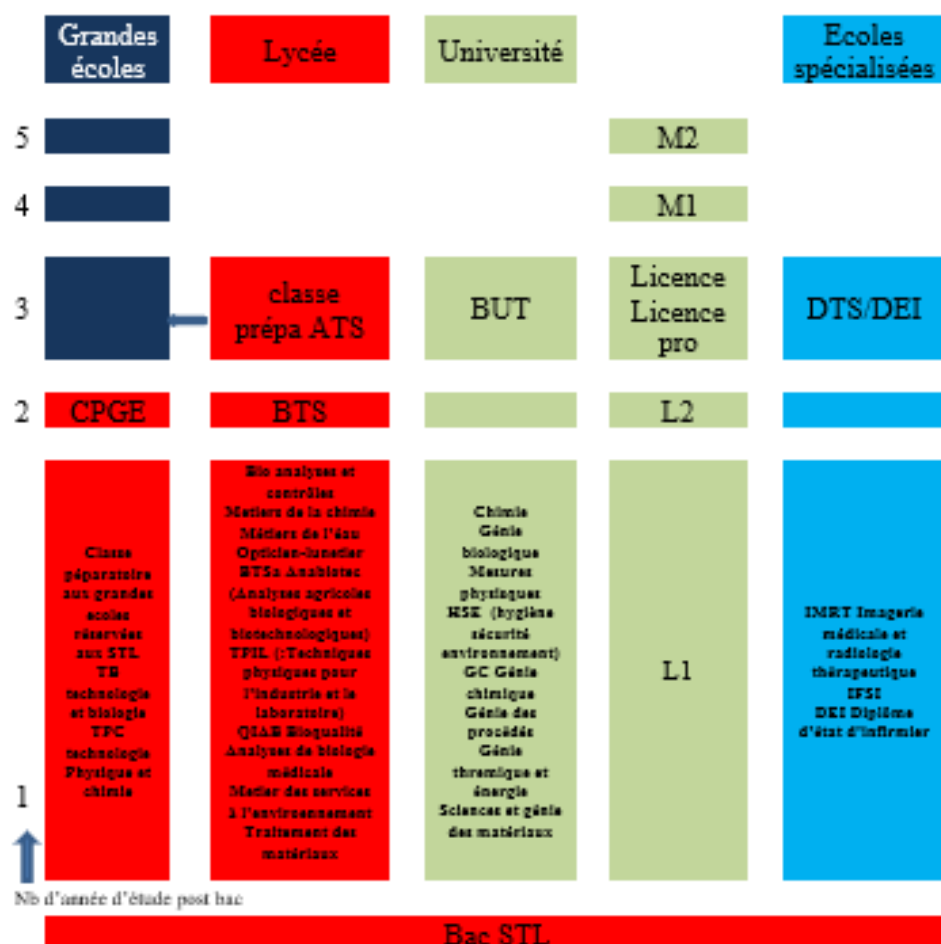 Grandes
écoles
Lycée
Université
Ecoles
spécialisées
5
M2
4
M1
3
classe
prépa ATS
BUT
Licence
Licence
pro
DTS/DEI
2
CPGE
BTS
L2
1
Classe
péparatoire
aux grandes
ecoles
réservées
aux STL
TB
technologie
et biologie
TPC
technologie
Physique et
chimie
Bio analyses et
contrôles
Metiers de la chimie
Métiers de l'éau
Opticien-lunetier
BTSa Anabiotec
(Analyses agricoles
biologiques et
biotechnologiques)
TPIL (:Techniques
physiques pour
l'industrie et le
laboratoire)
QIAB Bioqualité
Analyses de biologie
médicale
Metier des services
à l'environnement
Traitement des
matériaux
Chimie
Génie
biologique
Mesures
physiques
HSE (hygiène
sécurité
environnement)
GC Génie
chimique
Génie des
procédés
Génie
thremique et
énergie
Sciences et génie
des matériaux
L1
IMRT Imagerie
médicale et
radiologie
thérapeutique
IFSI
DEI Diplôme
d'état d'infirmier
Nb d'année d'étude post bac
Bac STL